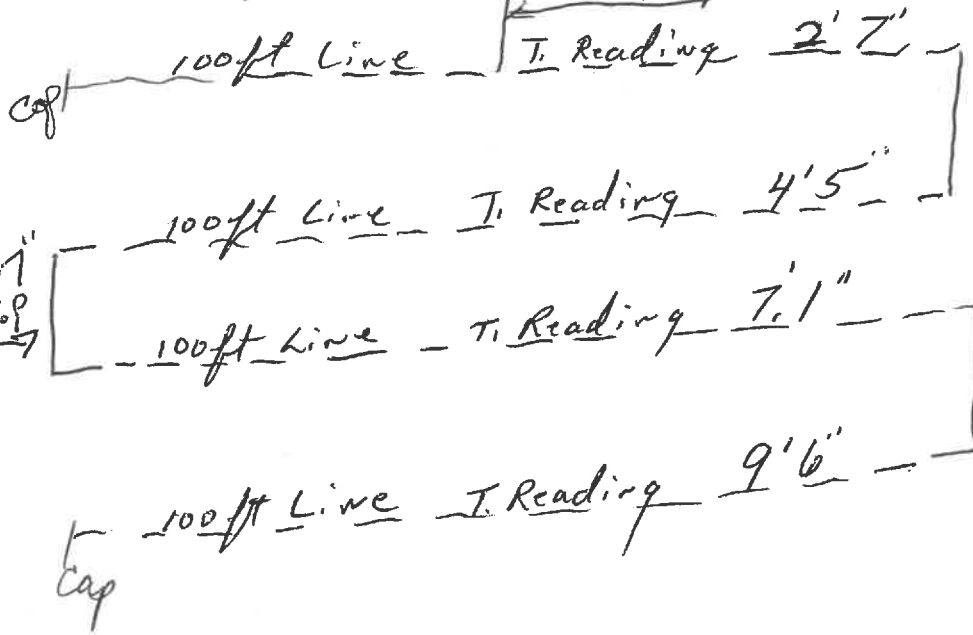 100ft Line T. Reading 2' 7"
Cap
100ft Line T. Reading 4' 5"
100ft Line T. Reading 7' 1"
100ft Line T. Reading 9' 6"
Cap